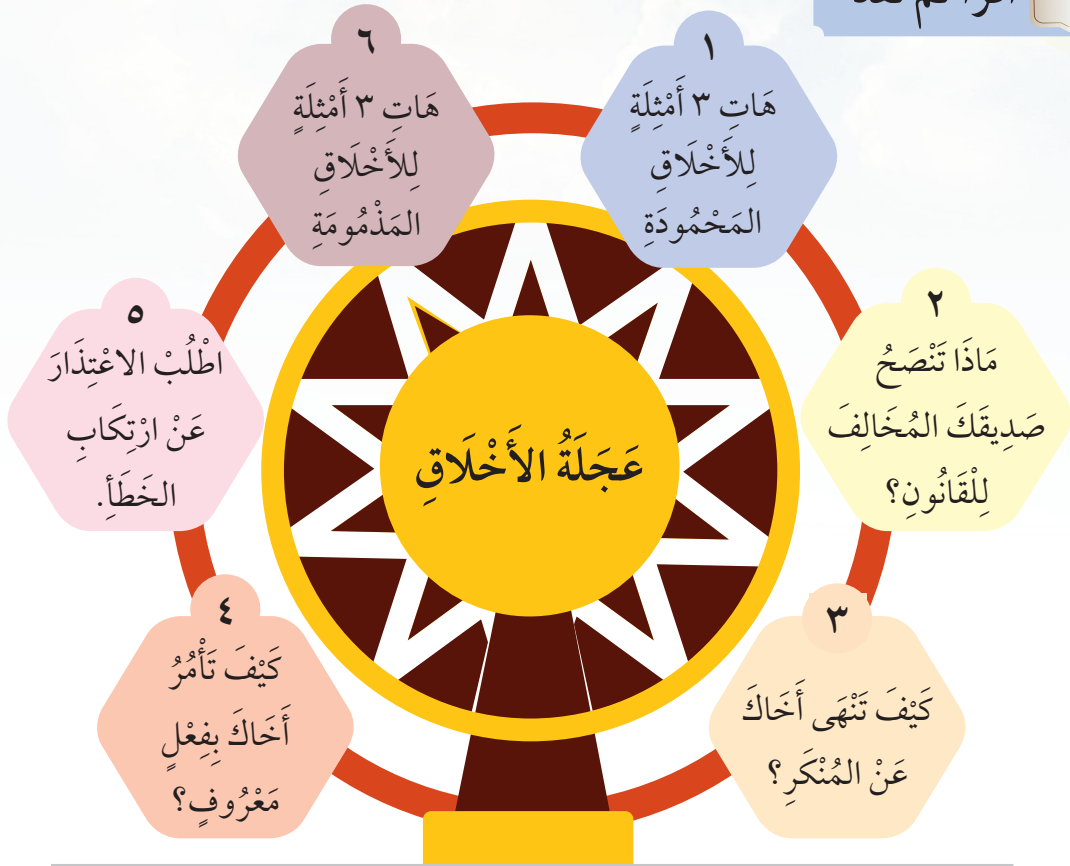 ١
هَاتِ ٣ أَمْثِلَةٍ
لِلأَخْلَاقِ
المَحْمُودَةِ
٢
مَاذَا تَنْصَحُ
صَدِيقَكَ المُخَالِفَ
لِلْقَانُونِ؟
٣
كَيْفَ تَنْهَى أَخَاكَ
عَنْ المُنْكَرِ؟
٤
كَيْفَ تَأْمُرُ
أَخَاكَ بِفِعْلٍ
مَعْرُوفٍ؟
٥
اطْلُبْ الاعْتِذَارَ
عَنْ ارْتِكَابِ
الخَطَأِ.
٦
هَاتِ ٣ أَمْثِلَةٍ
لِلأَخْلَاقِ
المَذْمُومَةِ
عَجَلَةُ الأَخْلَاقِ